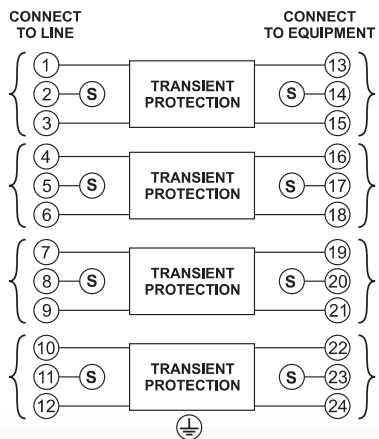 CONNECT TO LINE
CONNECT TO EQUIPMENT
1 13
2 S TRANSIENT PROTECTION S 14
3 15
4 16
5 S TRANSIENT PROTECTION S 17
6 18
7 19
8 S TRANSIENT PROTECTION S 20
9 21
10 22
11 S TRANSIENT PROTECTION S 23
12 24